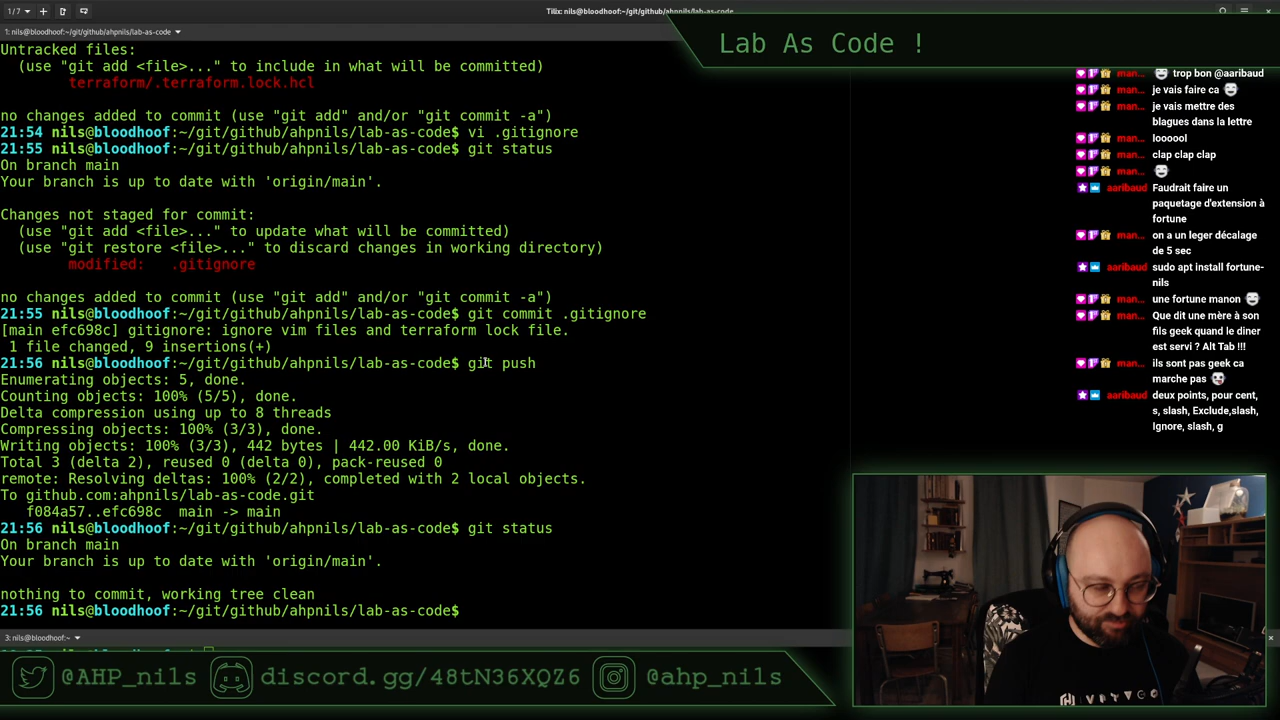 1/7
Tilix: nils@bloodhoof:~/git/github/ahpnils/lab-as-code
1: nils@bloodhoof:~/git/github/ahpnils/lab-as-code
Lab As Code !
Untracked files:
(use "git add <file>..." to include in what will be committed)
terraform/.terraform.lock.hcl
no changes added to commit (use "git add" and/or "git commit -a")
21:54 nils@bloodhoof:~/git/github/ahpnils/lab-as-code$ vi .gitignore
21:55 nils@bloodhoof:~/git/github/ahpnils/lab-as-code$ git status
On branch main
Your branch is up to date with 'origin/main'.
Changes not staged for commit:
(use "git add <file>..." to update what will be committed)
(use "git restore <file>..." to discard changes in working directory)
modified:   .gitignore
no changes added to commit (use "git add" and/or "git commit -a")
21:55 nils@bloodhoof:~/git/github/ahpnils/lab-as-code$ git commit .gitignore
[main efc698c] gitignore: ignore vim files and terraform lock file.
1 file changed, 9 insertions(+)
21:56 nils@bloodhoof:~/git/github/ahpnils/lab-as-code$ git push
Enumerating objects: 5, done.
Counting objects: 100% (5/5), done.
Delta compression using up to 8 threads
Compressing objects: 100% (3/3), done.
Writing objects: 100% (3/3), 442 bytes | 442.00 KiB/s, done.
Total 3 (delta 2), reused 0 (delta 0), pack-reused 0
remote: Resolving deltas: 100% (2/2), completed with 2 local objects.
To github.com:ahpnils/lab-as-code.git
f084a57..efc698c  main -> main
21:56 nils@bloodhoof:~/git/github/ahpnils/lab-as-code$ git status
On branch main
Your branch is up to date with 'origin/main'.
nothing to commit, working tree clean
21:56 nils@bloodhoof:~/git/github/ahpnils/lab-as-code$
3: nils@bloodhoof:~
man... trop bon @aaribaud
man... je vais faire ca
man... je vais mettre des
blagues dans la lettre
man... loooool
man... clap clap clap
man...
aaribaud Faudrait faire un
paquetage d'extension à
fortune
man... on a un leger décalage
de 5 sec
aaribaud sudo apt install fortune-
nils
man... une fortune manon
man... Que dit une mère à son
fils geek quand le diner
est servi ? Alt Tab !!!
man... ils sont pas geek ca
marche pas
aaribaud deux points, pour cent,
s, slash, Exclude,slash,
Ignore, slash, g
@AHP_nils
discord.gg/48tN36XQZ6
@ahp_nils